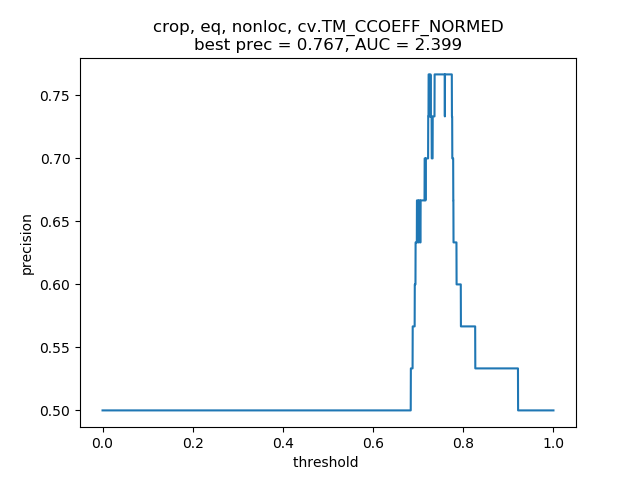 crop, eq, nonloc, cv.TM_CCOEFF_NORMED
best prec = 0.767, AUC = 2.399
0.75
0.70
0.65
0.60
0.55
0.50
precision
0.0 0.2 0.4 0.6 0.8 1.0
threshold